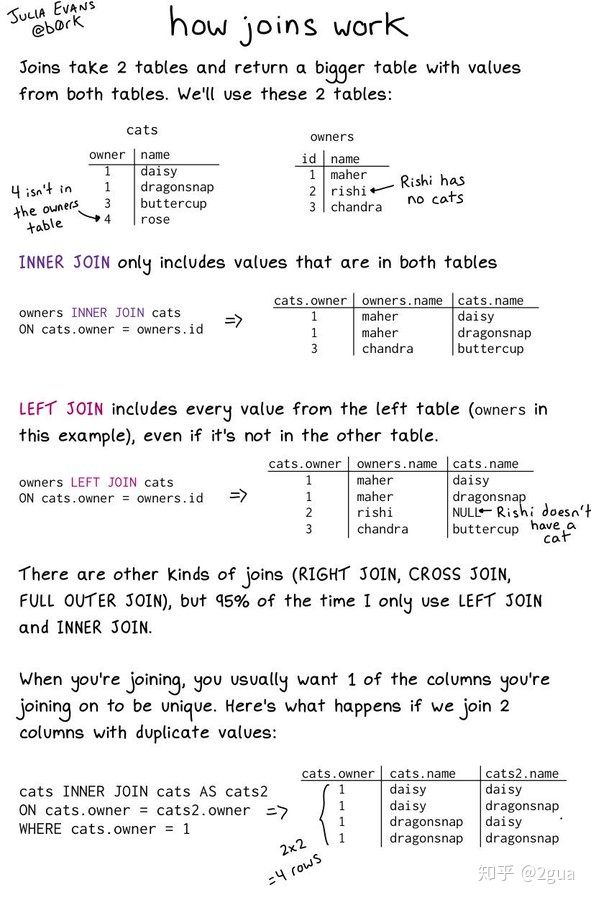 JULIA EVANS
@b0rk
how joins work
Joins take 2 tables and return a bigger table with values
from both tables. We'll use these 2 tables:
cats
owner name
1 daisy
1 dragonsnap
3 buttercup
4 rose
4 isn't in
the owners
table
owners
id name
1 maher
2 rishi
3 chandra
Rishi has
no cats
INNER JOIN only includes values that are in both tables
owners INNER JOIN cats
ON cats.owner = owners.id
=>
cats.owner owners.name cats.name
1 maher daisy
1 maher dragonsnap
3 chandra buttercup
LEFT JOIN includes every value from the left table (owners in
this example), even if it's not in the other table.
owners LEFT JOIN cats
ON cats.owner = owners.id
=>
cats.owner owners.name cats.name
1 maher daisy
1 maher dragonsnap
2 rishi NULL
3 chandra buttercup
Rishi doesn't
have a
cat
There are other kinds of joins (RIGHT JOIN, CROSS JOIN,
FULL OUTER JOIN), but 95% of the time I only use LEFT JOIN
and INNER JOIN.
When you're joining, you usually want 1 of the columns you're
joining on to be unique. Here's what happens if we join 2
columns with duplicate values:
cats INNER JOIN cats AS cats2
ON cats.owner = cats2.owner =>
WHERE cats.owner = 1
cats.owner cats.name cats2.name
1 daisy daisy
1 daisy dragonsnap
1 dragonsnap daisy
1 dragonsnap dragonsnap
2x2
=4 rows
知乎 @2gua